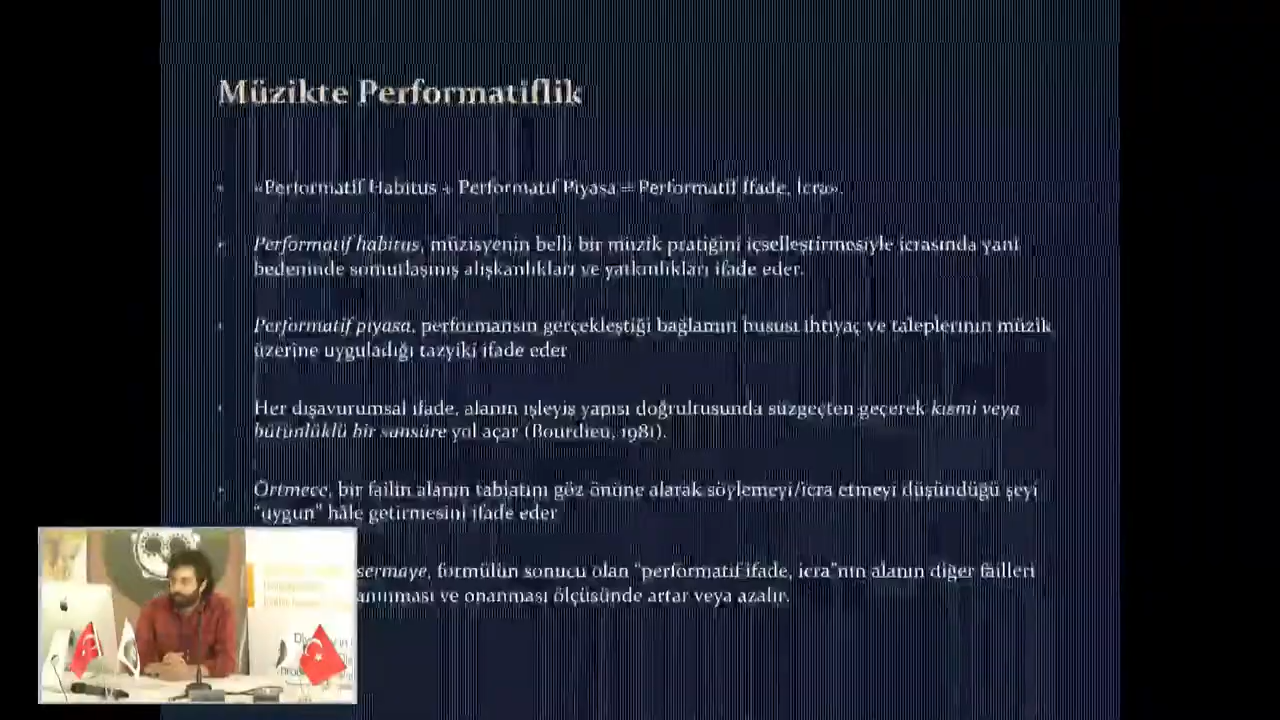 Müzikte Performatiflik
«Performatif Habitus + Performatif Piyasa = Performatif İfade, İcra».
Performatif habitus, müzisyenin belli bir müzik pratiğini içselleştirmesiyle icrasında yani
bedeninde somutlaşmış alışkanlıkları ve yatkınlıkları ifade eder.
Performatif piyasa, performansın gerçekleştiği bağlamın hususi ihtiyaç ve taleplerinin müzik
üzerine uyguladığı tazyiki ifade eder
Her dışavurumsal ifade, alanın işleyiş yapısı doğrultusunda süzgeçten geçerek kısmi veya
bütünlüklü bir sansüre yol açar (Bourdieu, 1981).
Örtmece, bir failin alanın tabiatını göz önüne alarak söylemeyi/icra etmeyi düşündüğü şeyi
"uygun" hâle getirmesini ifade eder
sermaye, formülün sonucu olan "performatif ifade, icra"nın alanın diğer failleri
tanınması ve onanması ölçüsünde artar veya azalır.